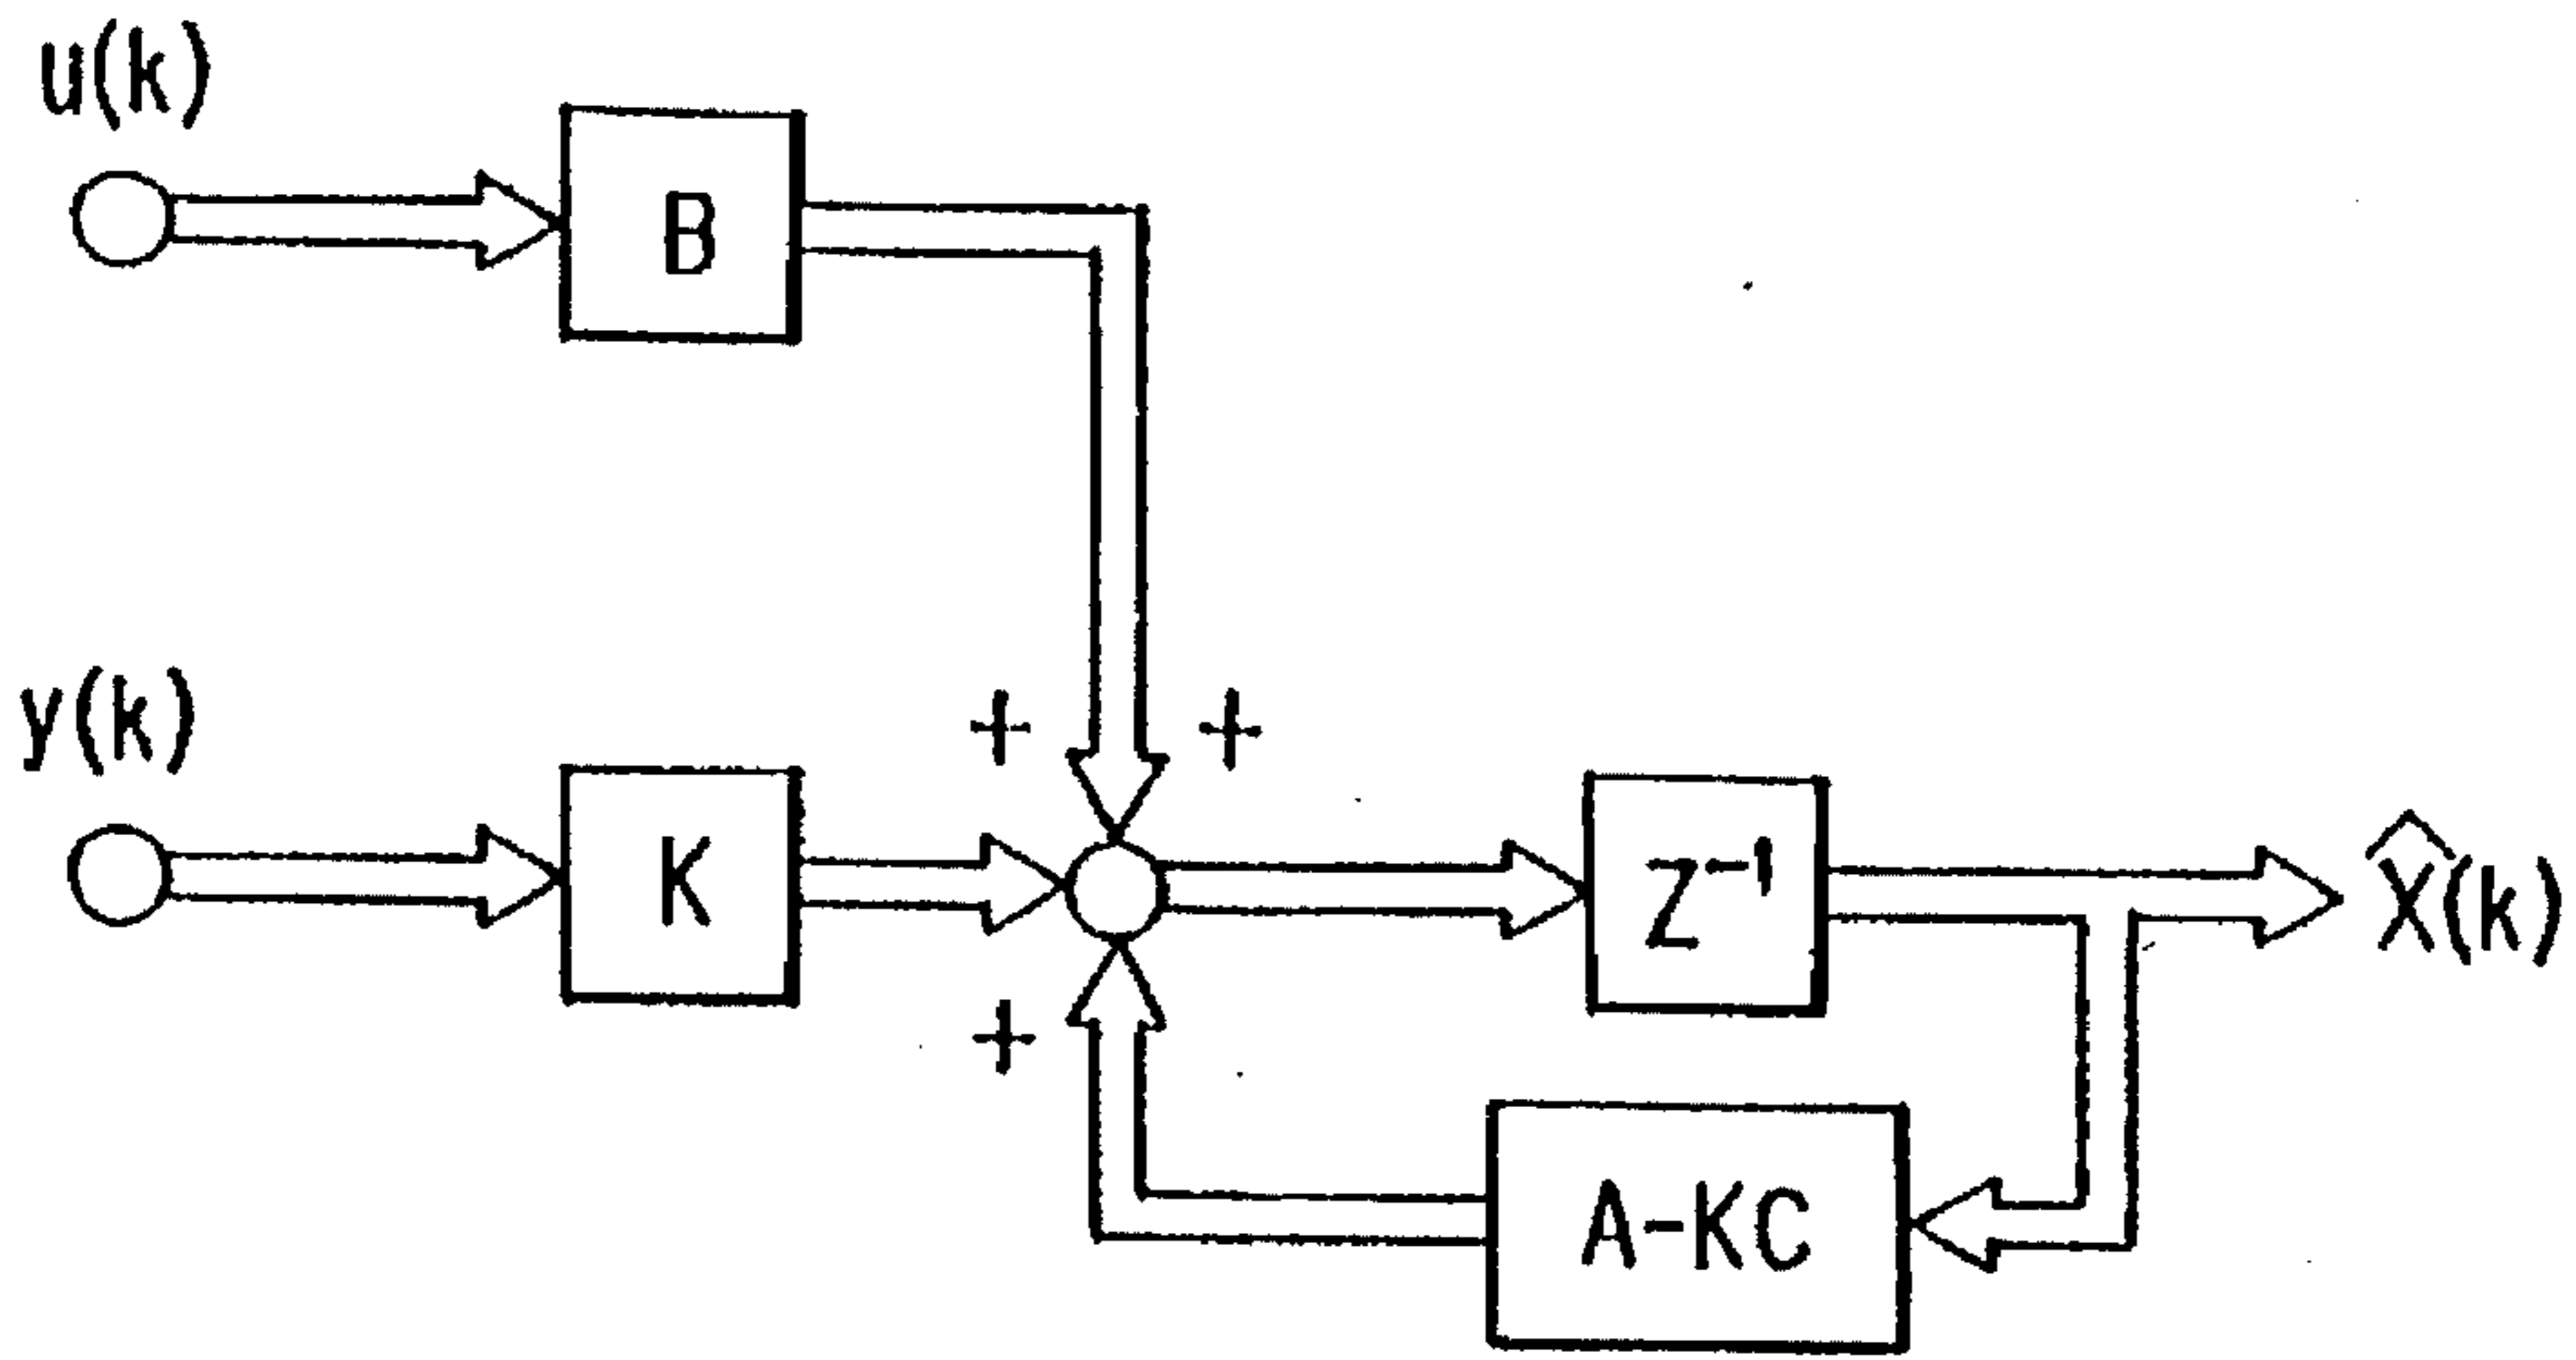 u(k)
B
y(k)
+ +
K
Z⁻¹
X̂(k)
+
A-KC